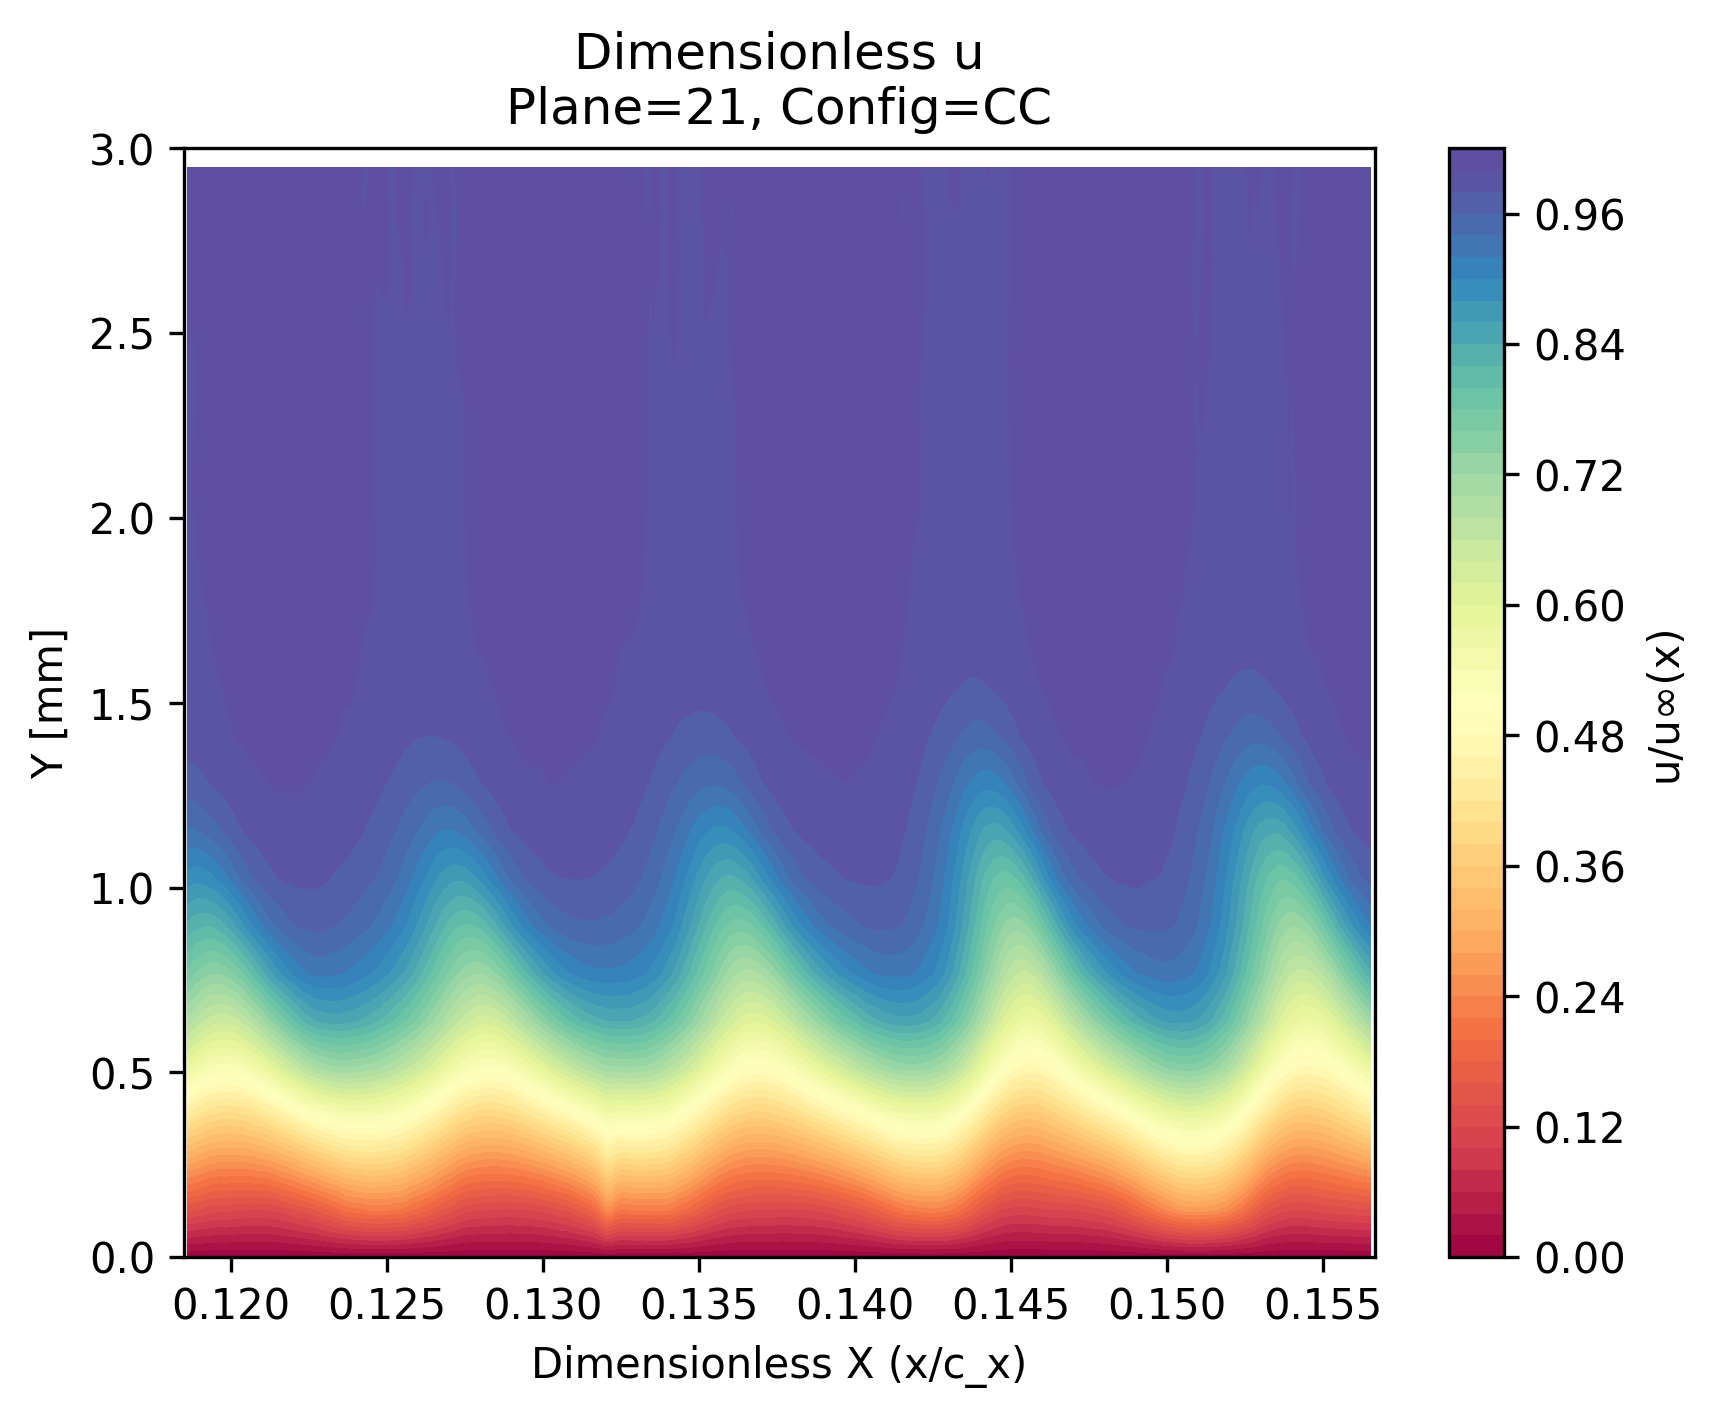 Dimensionless u
Plane=21, Config=CC
3.0
2.5
2.0
1.5
1.0
0.5
0.0
Y [mm]
0.120 0.125 0.130 0.135 0.140 0.145 0.150 0.155
Dimensionless X (x/c_x)
0.96
0.84
0.72
0.60
0.48
0.36
0.24
0.12
0.00
u/u∞(x)